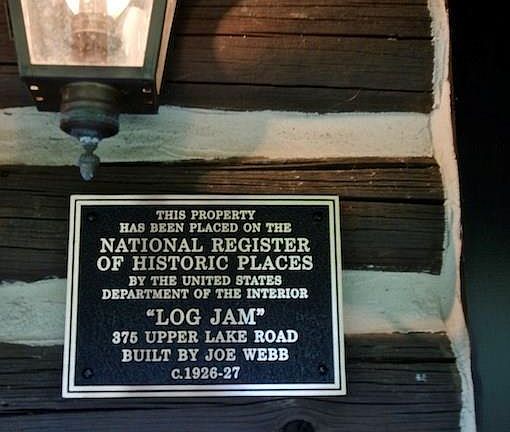 THIS PROPERTY
HAS BEEN PLACED ON THE
NATIONAL REGISTER
OF HISTORIC PLACES
BY THE UNITED STATES
DEPARTMENT OF THE INTERIOR
"LOG JAM"
375 UPPER LAKE ROAD
BUILT BY JOE WEBB
C.1926-27